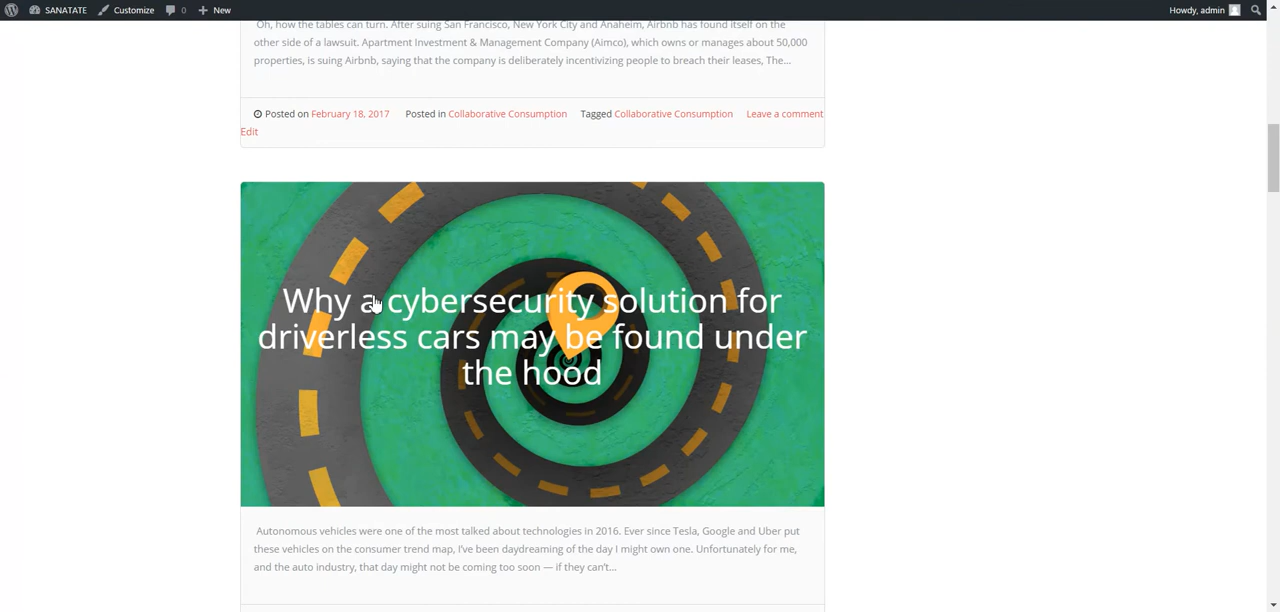 SANATATE Customize 0 New Howdy, admin
Oh, how the tables can turn. After suing San Francisco, New York City and Anaheim, Airbnb has found itself on the
other side of a lawsuit. Apartment Investment & Management Company (Aimco), which owns or manages about 50,000
properties, is suing Airbnb, saying that the company is deliberately incentivizing people to breach their leases, The...
Posted on February 18, 2017 Posted in Collaborative Consumption Tagged Collaborative Consumption Leave a comment
Edit
Why a cybersecurity solution for
driverless cars may be found under
the hood
Autonomous vehicles were one of the most talked about technologies in 2016. Ever since Tesla, Google and Uber put
these vehicles on the consumer trend map, I've been daydreaming of the day I might own one. Unfortunately for me,
and the auto industry, that day might not be coming too soon — if they can't...